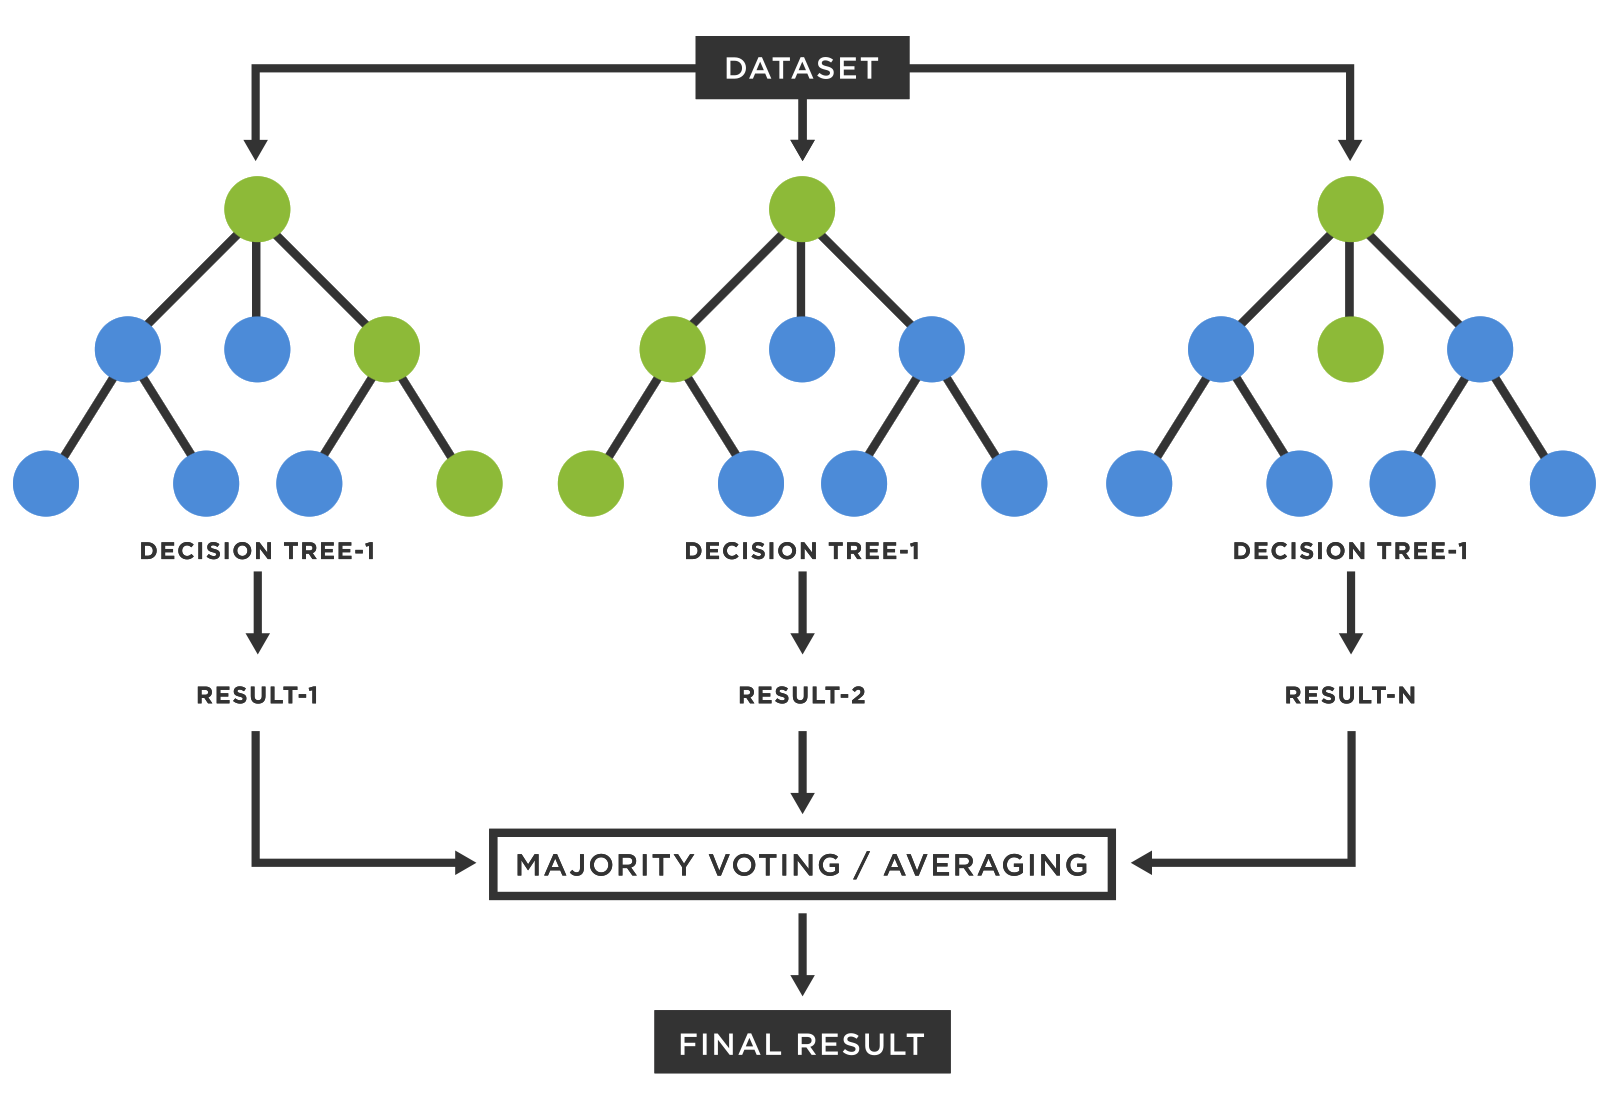 DATASET
DECISION TREE-1
DECISION TREE-1
DECISION TREE-1
RESULT-1
RESULT-2
RESULT-N
MAJORITY VOTING / AVERAGING
FINAL RESULT